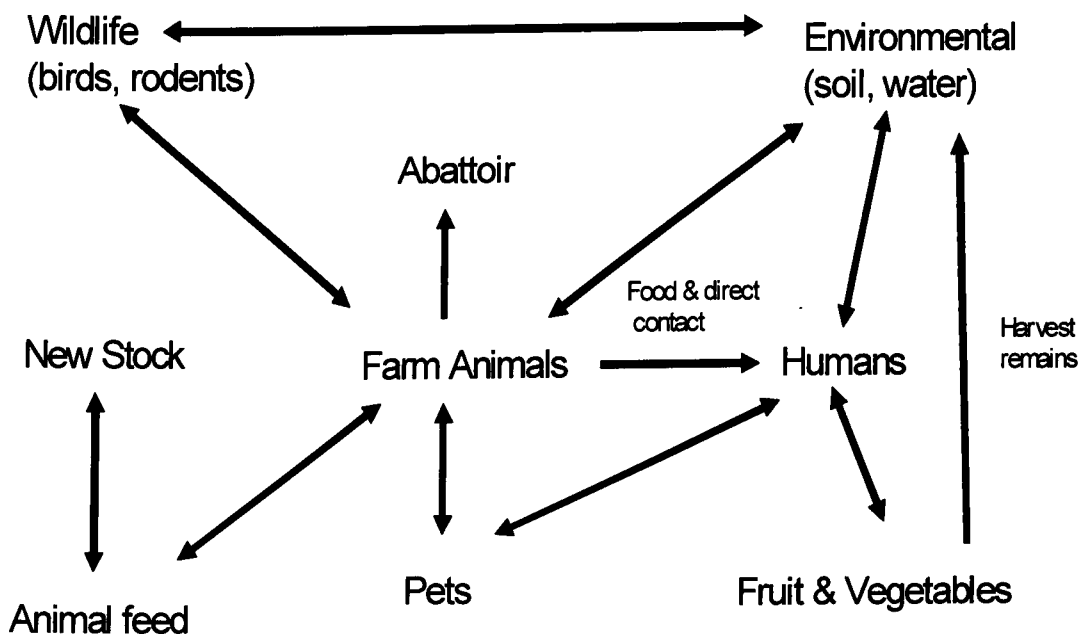 Wildlife
(birds, rodents)
Environmental
(soil, water)
Abattoir
Food & direct
contact
New Stock
Farm Animals
Humans
Harvest
remains
Animal feed
Pets
Fruit & Vegetables